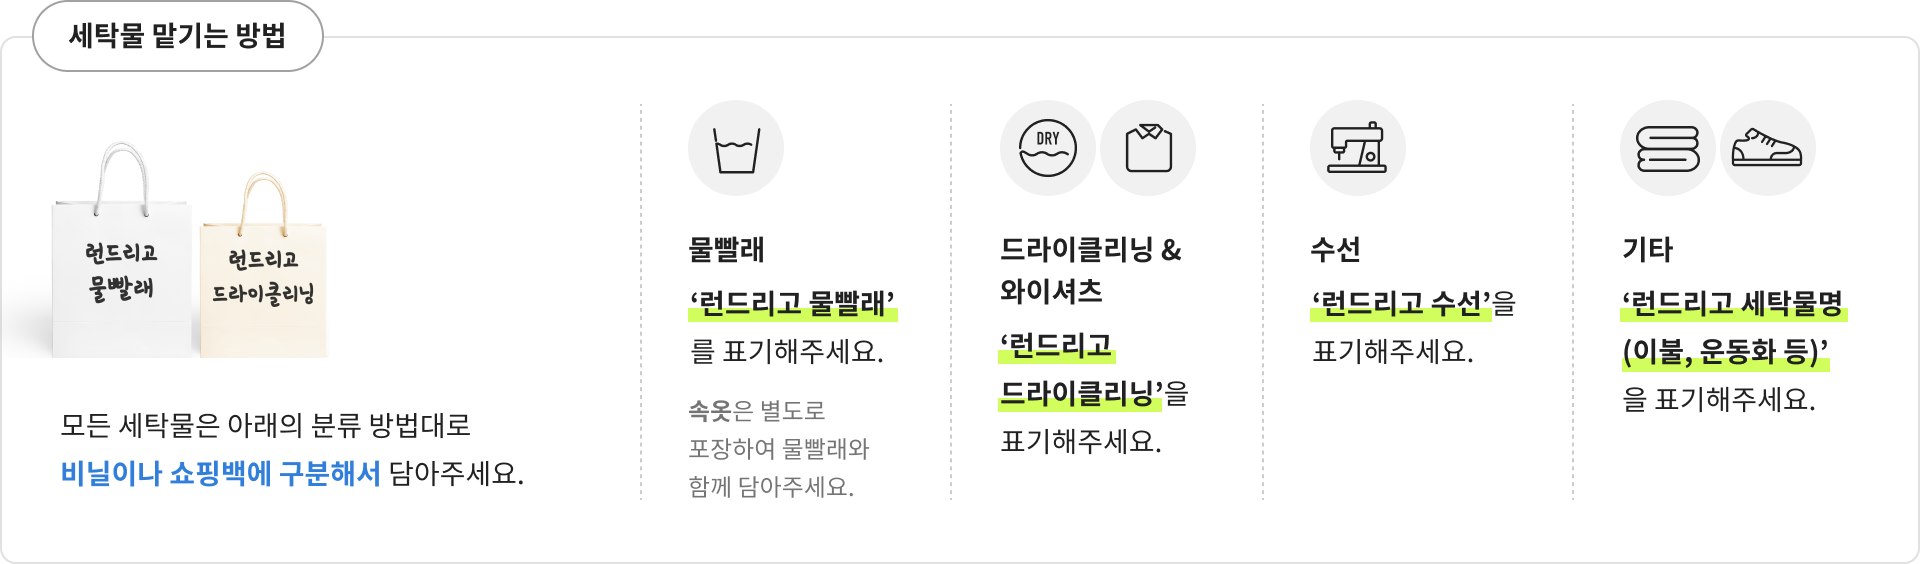 세탁물 맡기는 방법
런드리고
물빨래
런드리고
드라이클리닝
모든 세탁물은 아래의 분류 방법대로
비닐이나 쇼핑백에 구분해서 담아주세요.
물빨래
‘런드리고 물빨래’
를 표기해주세요.
속옷은 별도로
포장하여 물빨래와
함께 담아주세요.
DRY
드라이클리닝 &
와이셔츠
‘런드리고
드라이클리닝’을
표기해주세요.
수선
‘런드리고 수선’을
표기해주세요.
기타
‘런드리고 세탁물명
(이불, 운동화 등)’
을 표기해주세요.